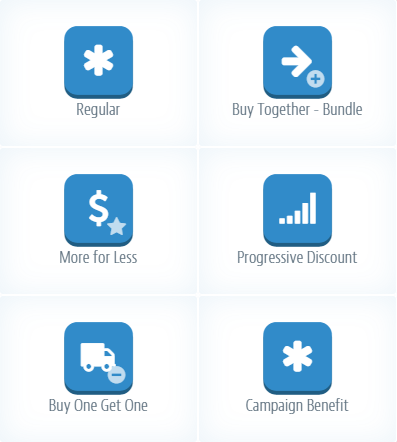 Regular
Buy Together - Bundle
More for Less
Progressive Discount
Buy One Get One
Campaign Benefit